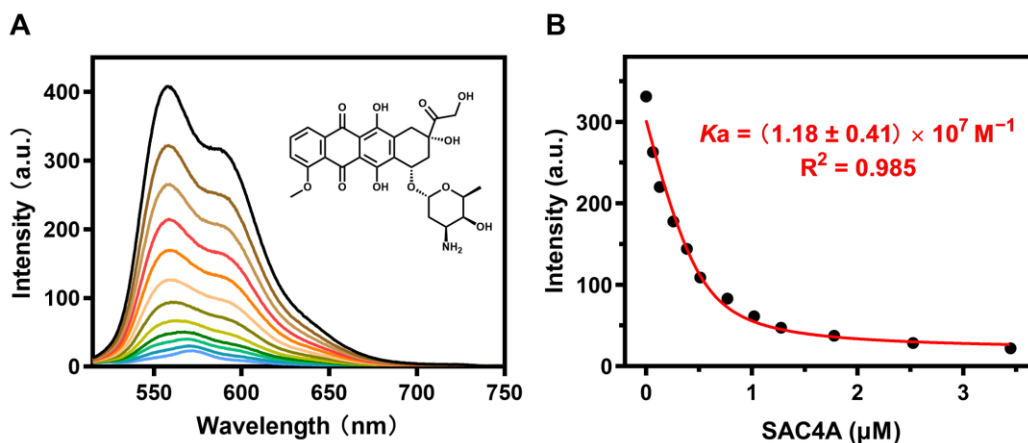 A
B
Intensity (a.u.)
400
300
200
100
0
550
600
650
700
750
Wavelength (nm)
O
OH
O
OH
OH
O
O
OH
O
O
OH
NH2
Intensity (a.u.)
300
200
100
0
0
1
2
3
SAC4A (µM)
Ka = (1.18 ± 0.41) × 10⁷ M⁻¹
R² = 0.985